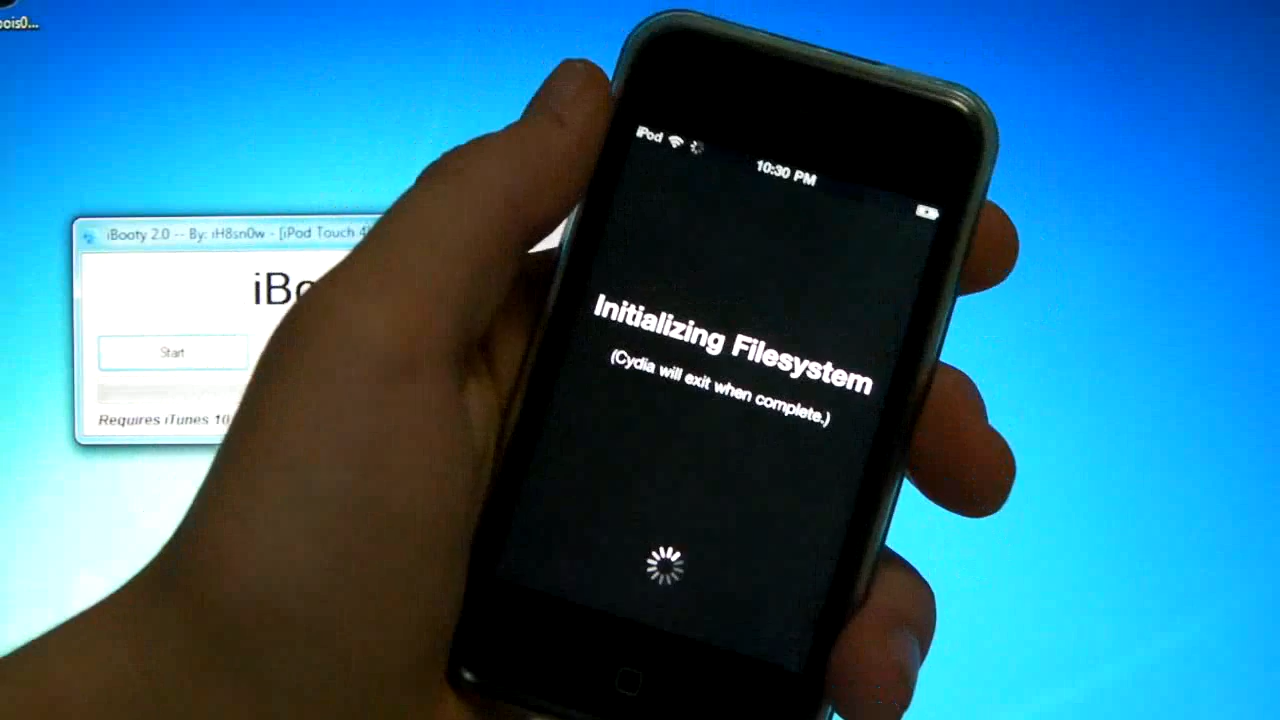 iPod
10:30 PM
Initializing Filesystem
(Cydia will exit when complete.)
iBooty 2.0 -- By: iH8sn0w - [iPod Touch 4
Start
Requires iTunes 10